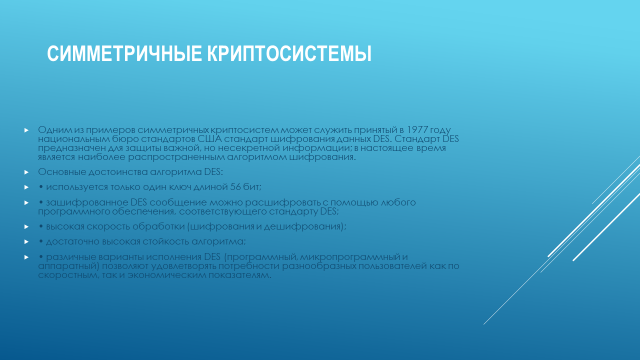 СИММЕТРИЧНЫЕ КРИПТОСИСТЕМЫ
Одним из примеров симметричных криптосистем может служить принятый в 1977 году
национальным бюро стандартов США стандарт шифрования данных DES. Стандарт DES
предназначен для защиты важной, но несекретной информации; в настоящее время
является наиболее распространенным алгоритмом шифрования.
Основные достоинства алгоритма DES:
• используется только один ключ длиной 56 бит;
• зашифрованное DES сообщение можно расшифровать с помощью любого
программного обеспечения, соответствующего стандарту DES;
• высокая скорость обработки (шифрования и дешифрования);
• достаточно высокая стойкость алгоритма;
• различные варианты исполнения DES (программный, микропрограммный и
аппаратный) позволяют удовлетворять потребности разнообразных пользователей как по
скоростным, так и экономическим показателям.